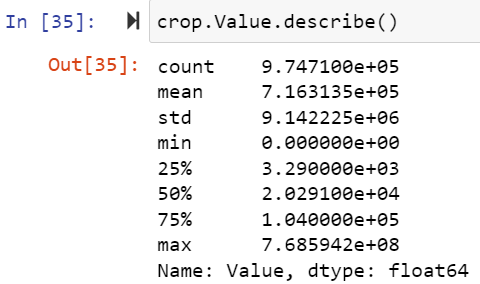 In [35]: crop.Value.describe()
Out[35]: count    9.747100e+05
mean     7.163135e+05
std      9.142225e+06
min      0.000000e+00
25%      3.290000e+03
50%      2.029100e+04
75%      1.040000e+05
max      7.685942e+08
Name: Value, dtype: float64